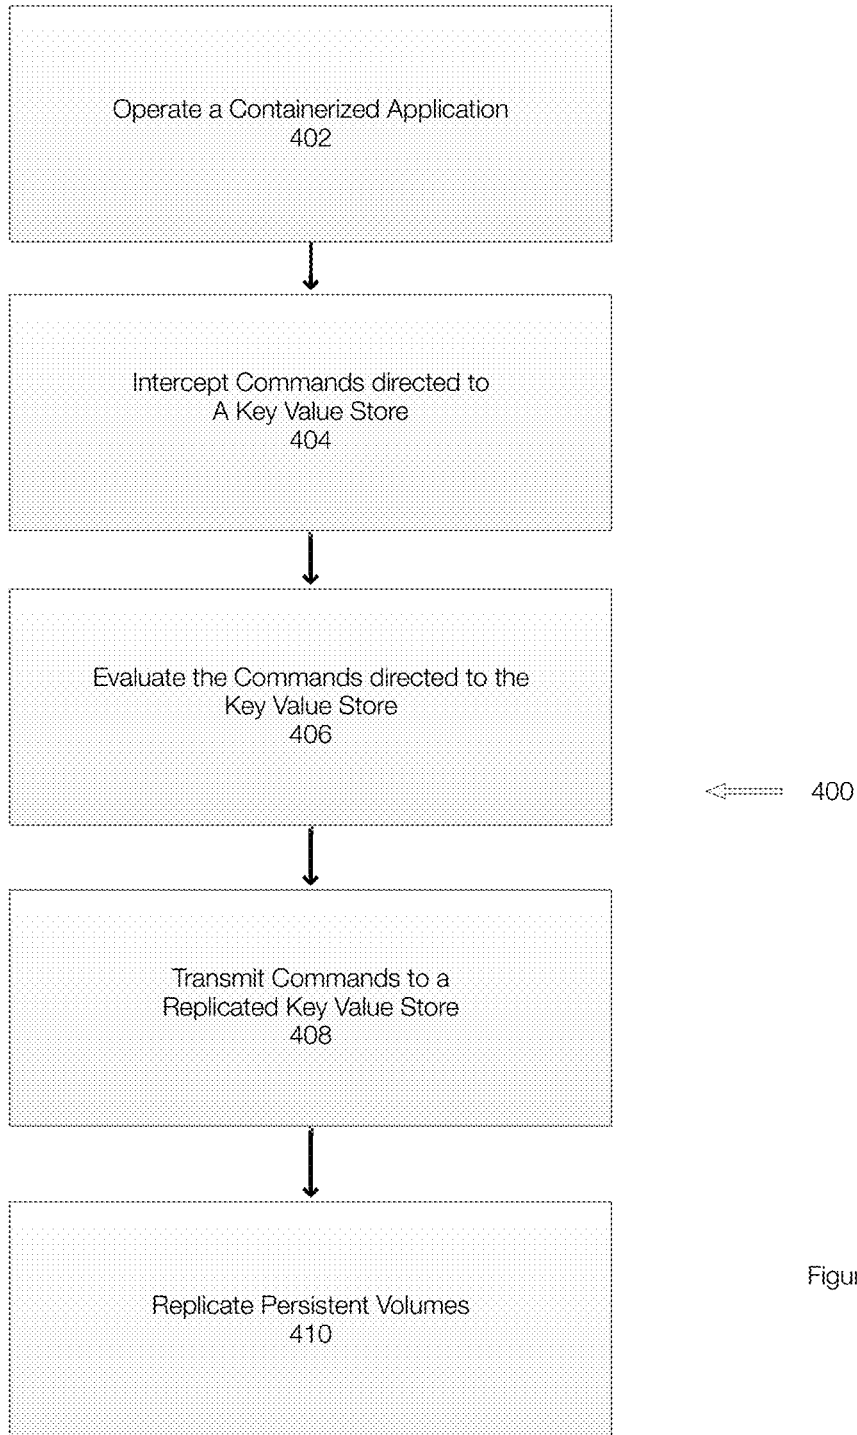 Operate a Containerized Application
402
Intercept Commands directed to
A Key Value Store
404
Evaluate the Commands directed to the
Key Value Store
406
400
Transmit Commands to a
Replicated Key Value Store
408
Replicate Persistent Volumes
410